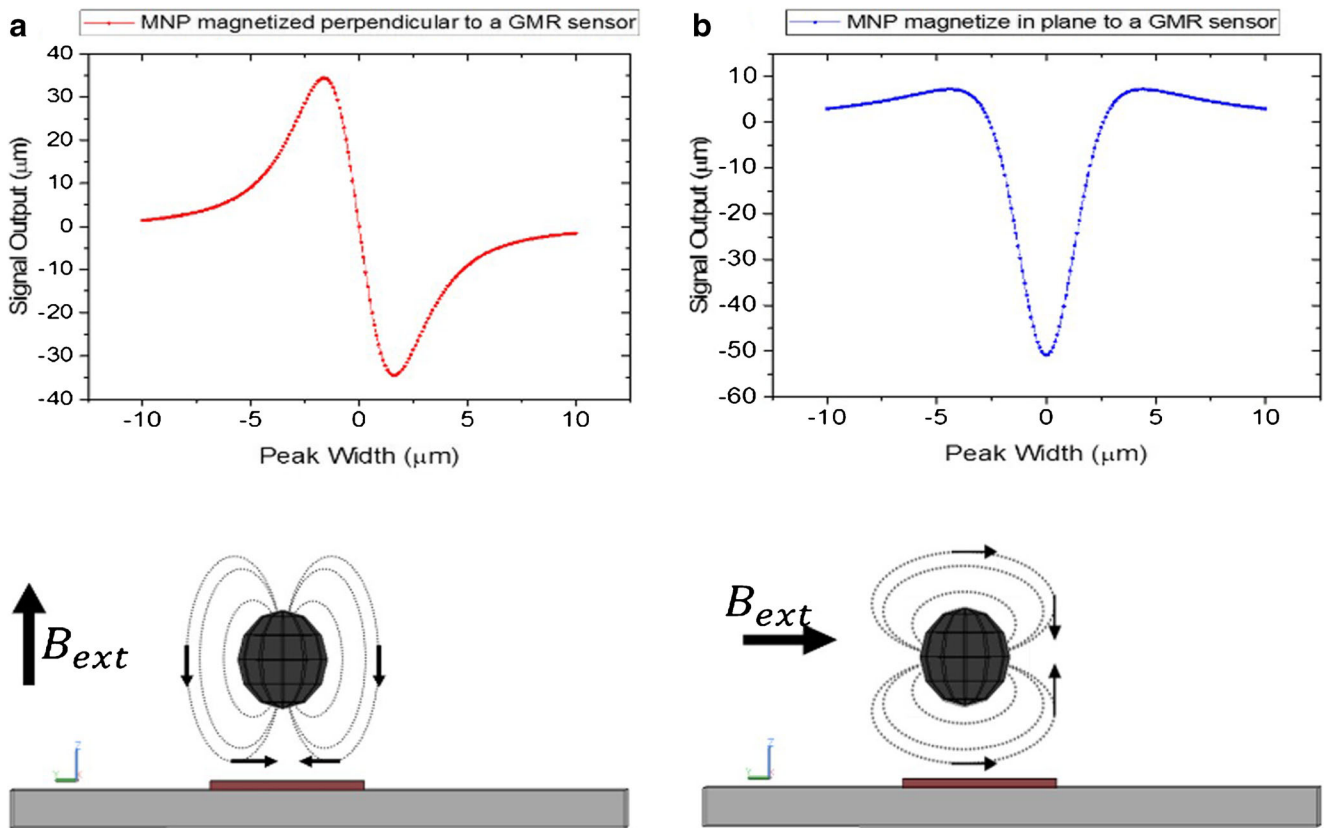 a
MNP magnetized perpendicular to a GMR sensor
40
30
20
10
0
-10
-20
-30
-40
Signal Output (μm)
-10 -5 0 5 10
Peak Width (μm)
b
MNP magnetize in plane to a GMR sensor
10
0
-10
-20
-30
-40
-50
-60
Signal Output (μm)
-10 -5 0 5 10
Peak Width (μm)
B_ext
Z
Y
X
B_ext
Z
Y
X